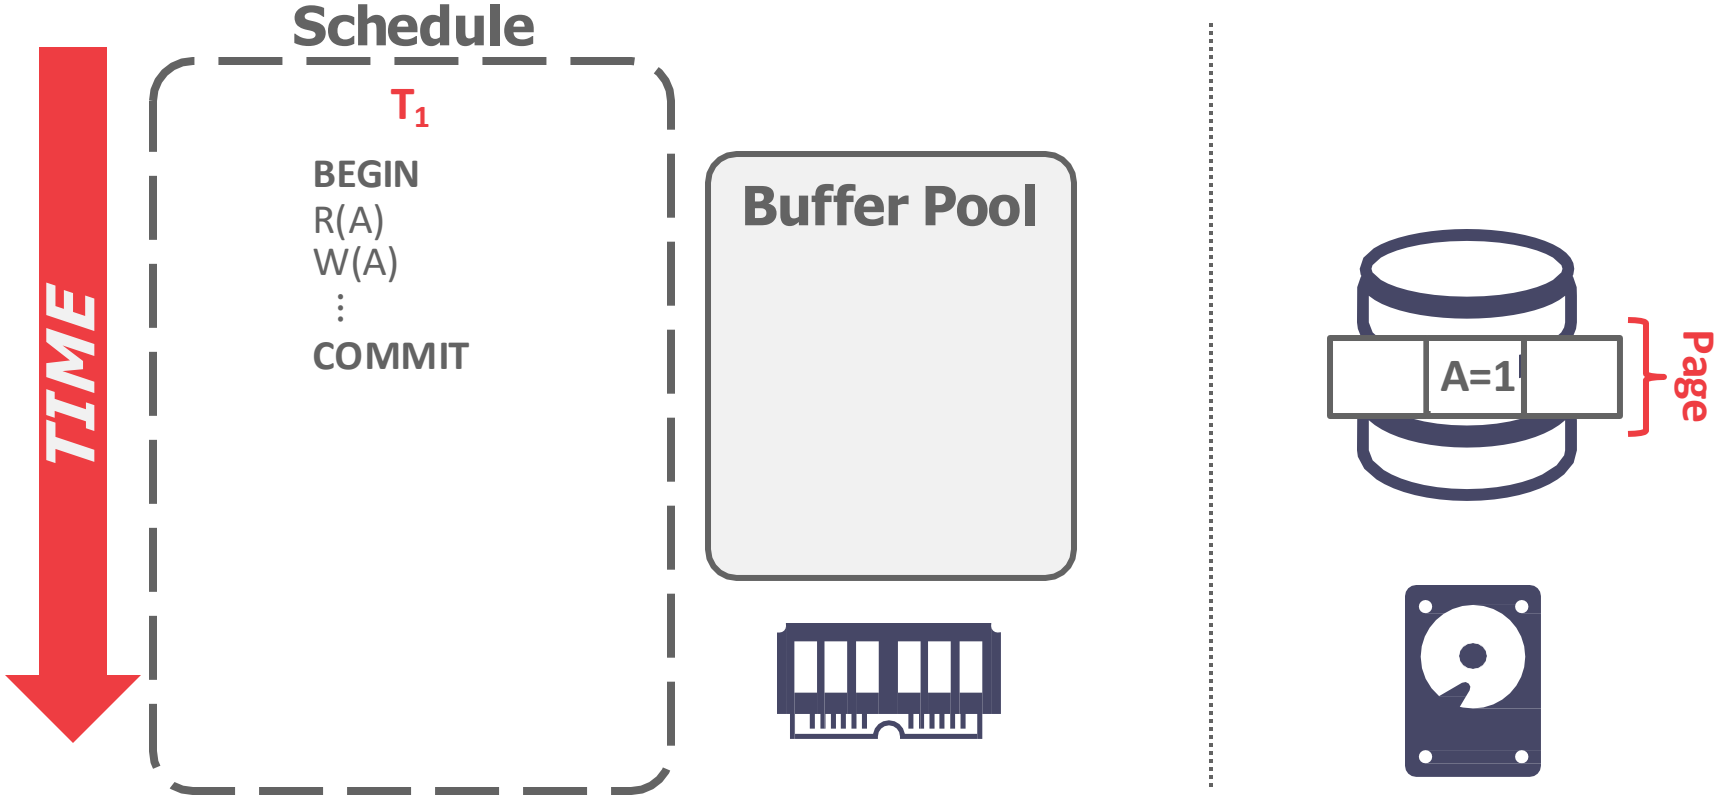 Schedule
TIME
T₁
BEGIN
R(A)
W(A)
⋮
COMMIT
Buffer Pool
A=1
Page